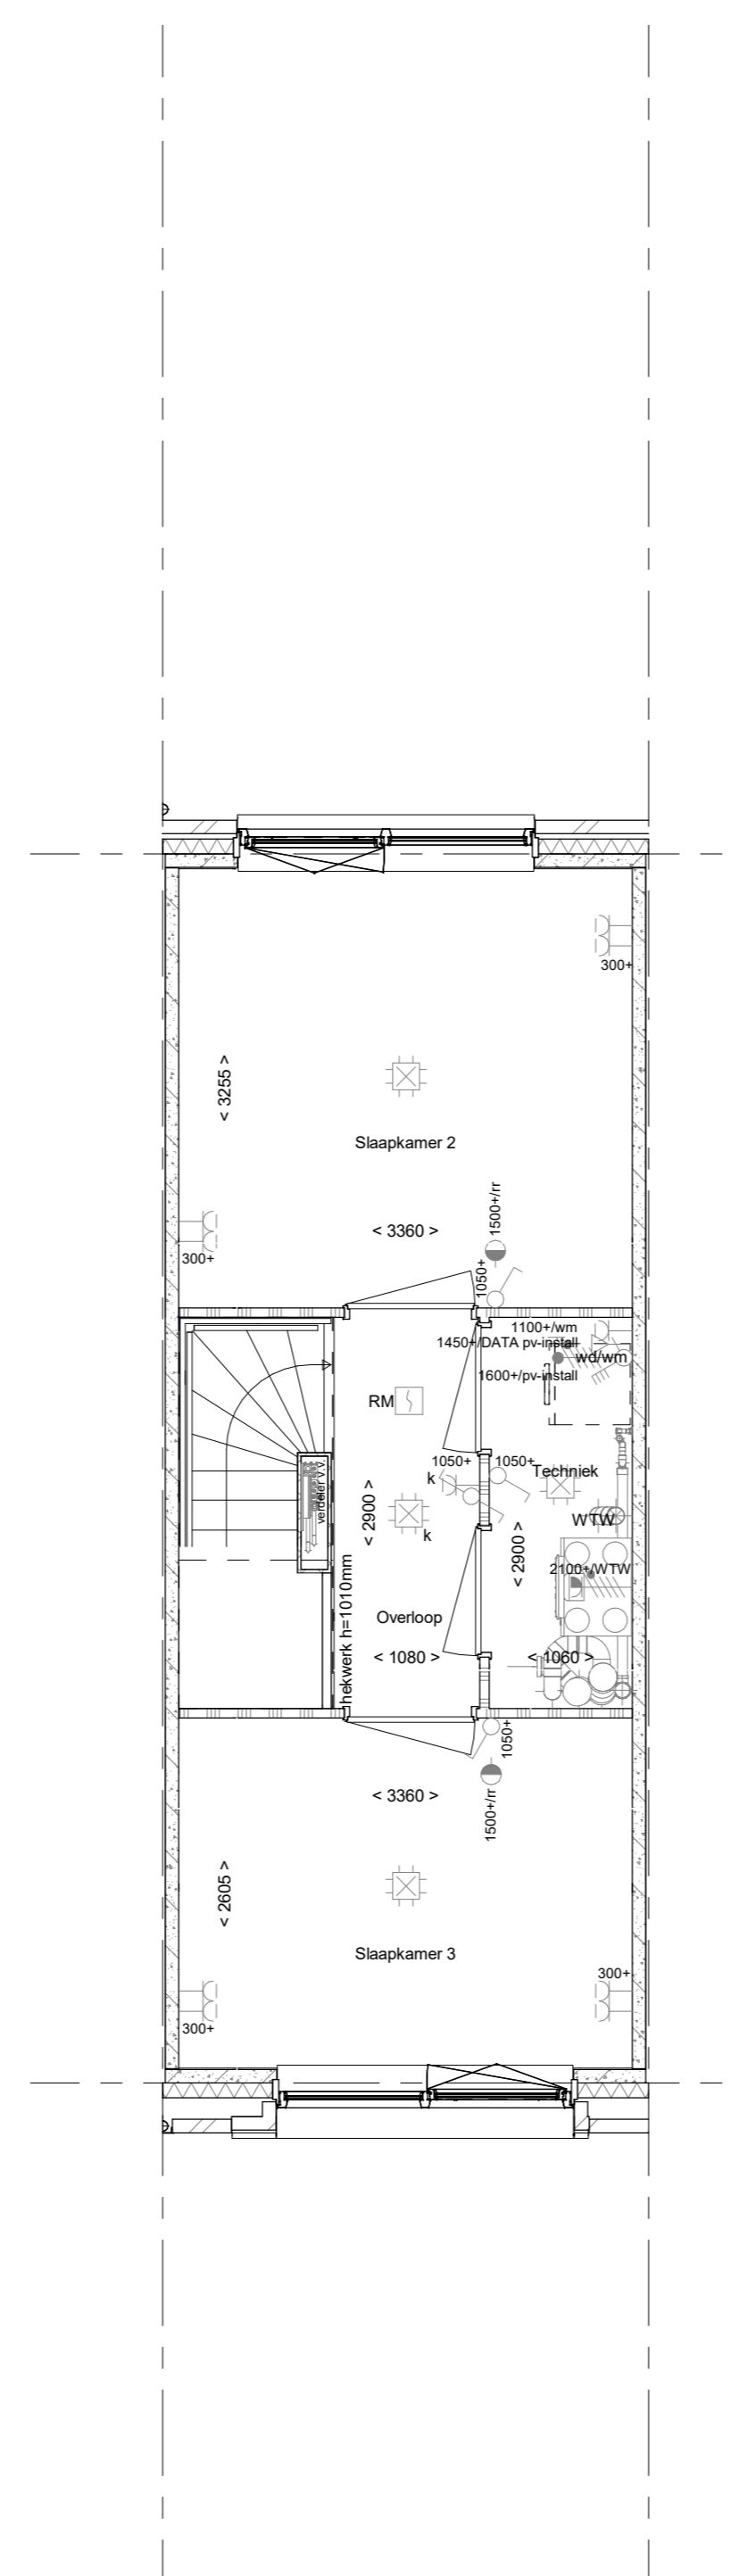 300+
< 3255 >
Slaapkamer 2
1500+/rr
< 3360 >
300+
1050+
1100+/wm
1450+/DATA pv-install
wd/wm
1600+/pv-install
RM
1050+
1050+
k
Techniek
verdeler v.v.
< 2900 >
WTW
k
< 2900 >
2100+/WTW
hekwerk h=1010mm
Overloop
< 1080 >
< 1060 >
1050+
< 3360 >
1500+/rr
< 2605 >
Slaapkamer 3
300+
300+